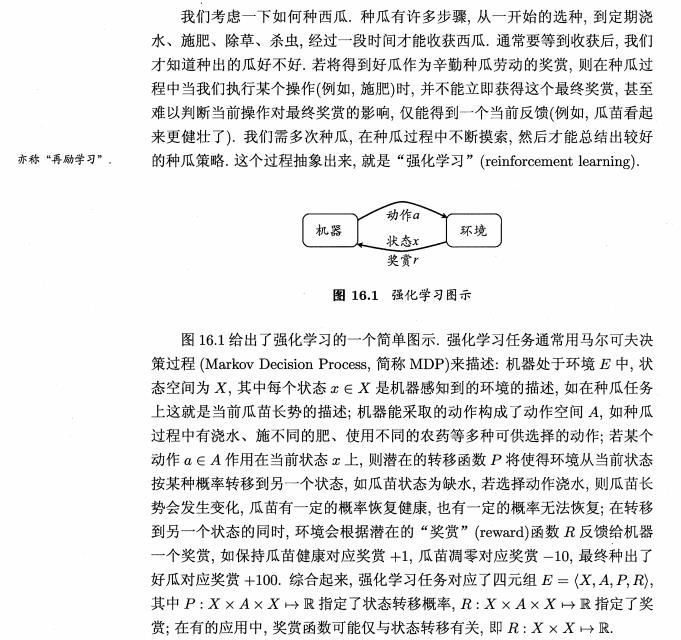 我们考虑一下如何种西瓜. 种瓜有许多步骤, 从一开始的选种, 到定期浇
水、施肥、除草、杀虫, 经过一段时间才能收获西瓜. 通常要等到收获后, 我们
才知道种出的瓜好不好. 若将得到好瓜作为辛勤种瓜劳动的奖赏, 则在种瓜过
程中当我们执行某个操作(例如, 施肥)时, 并不能立即获得这个最终奖赏, 甚至
难以判断当前操作对最终奖赏的影响, 仅能得到一个当前反馈(例如, 瓜苗看起
来更健壮了). 我们需多次种瓜, 在种瓜过程中不断摸索, 然后才能总结出较好
亦称“再励学习”.
的种瓜策略. 这个过程抽象出来, 就是“强化学习”(reinforcement learning).
机器
动作a
状态x
奖赏r
环境
图 16.1 强化学习图示
图 16.1 给出了强化学习的一个简单图示. 强化学习任务通常用马尔可夫决
策过程 (Markov Decision Process, 简称 MDP)来描述: 机器处于环境 E 中, 状
态空间为 X, 其中每个状态 x ∈ X 是机器感知到的环境的描述, 如在种瓜任务
上这就是当前瓜苗长势的描述; 机器能采取的动作构成了动作空间 A, 如种瓜
过程中有浇水、施不同的肥、使用不同的农药等多种可供选择的动作; 若某个
动作 a ∈ A 作用在当前状态 x 上, 则潜在的转移函数 P 将使得环境从当前状态
按某种概率转移到另一个状态, 如瓜苗状态为缺水, 若选择动作浇水, 则瓜苗长
势会发生变化, 瓜苗有一定的概率恢复健康, 也有一定的概率无法恢复; 在转移
到另一个状态的同时, 环境会根据潜在的“奖赏”(reward)函数 R 反馈给机器
一个奖赏, 如保持瓜苗健康对应奖赏 +1, 瓜苗凋零对应奖赏 −10, 最终种出了
好瓜对应奖赏 +100. 综合起来, 强化学习任务对应了四元组 E = ⟨X, A, P, R⟩,
其中 P : X × A × X ↦ ℝ 指定了状态转移概率, R : X × A × X ↦ ℝ 指定了奖
赏; 在有的应用中, 奖赏函数可能仅与状态转移有关, 即 R : X × X ↦ ℝ.